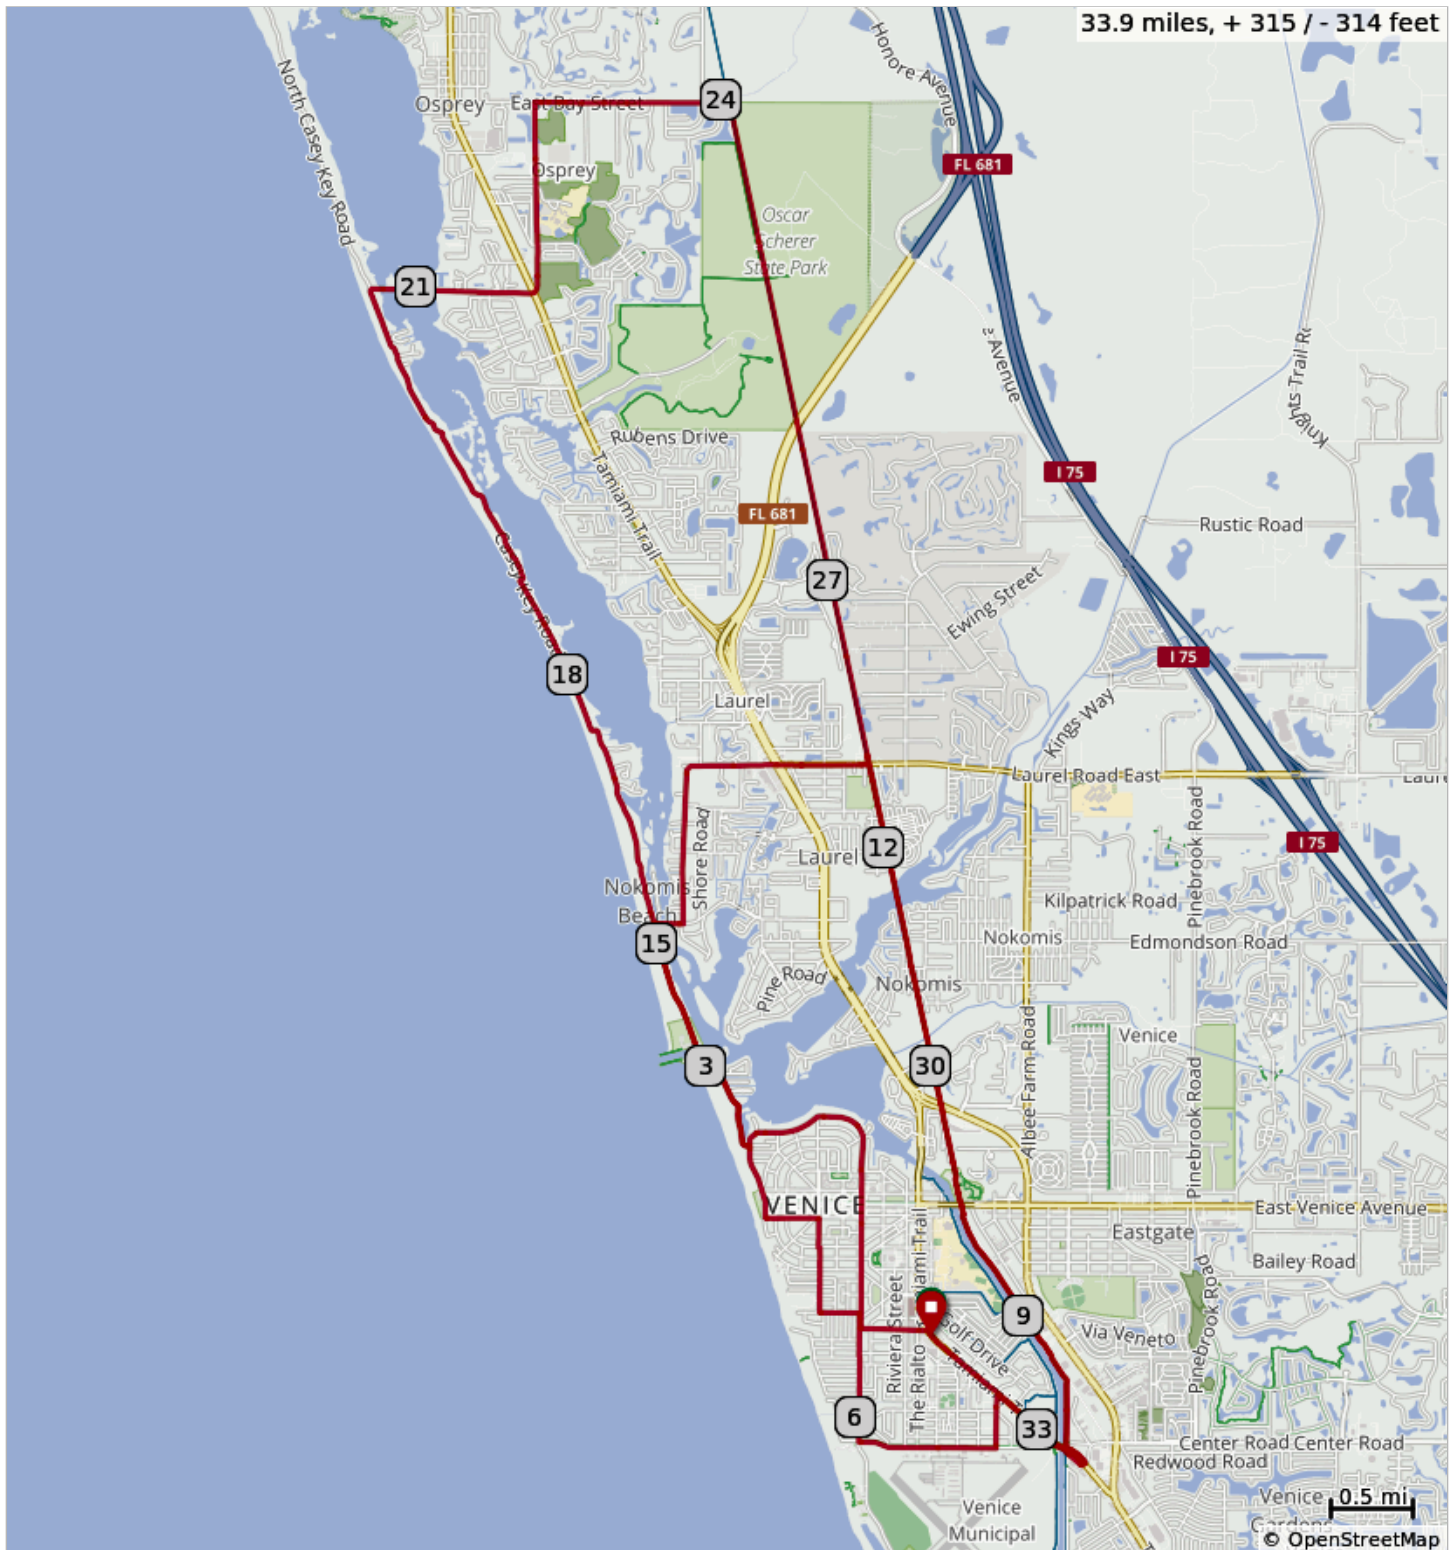 33.9 miles, + 315 / - 314 feet
Honore Avenue
North Casey Key Road
Osprey
East Bay Street
24
FL 681
Osprey
Oscar
Scherer
State Park
21
e Avenue
Knights Trail R
Rubens Drive
Tamiami Trail
I 75
FL 681
Rustic Road
Casey Key Road
27
Ewing Street
I 75
18
Laurel
Kings Way
Laurel Road East
Laure
Shore Road
Pinebrook Road
I 75
12
Laurel
Nokomis
Beach
Kilpatrick Road
15
Nokomis
Edmondson Road
Pine Road
Nokomis
Albee Farm Road
Venice
3
30
Pinebrook Road
VENICE
East Venice Avenue
Eastgate
Bailey Road
Riviera Street
The Rialto
amiami Trail
9
Golf Drive
Via Veneto
Pinebrook Road
Tamiami T
6
33
Center Road
Center Road
Redwood Road
Venice
Gardens
0.5 mi
Venice
Municipal
© OpenStreetMap